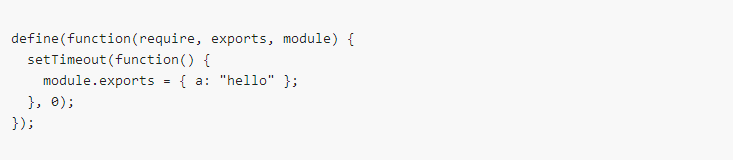 define(function(require, exports, module) {
  setTimeout(function() {
    module.exports = { a: "hello" };
  }, 0);
});